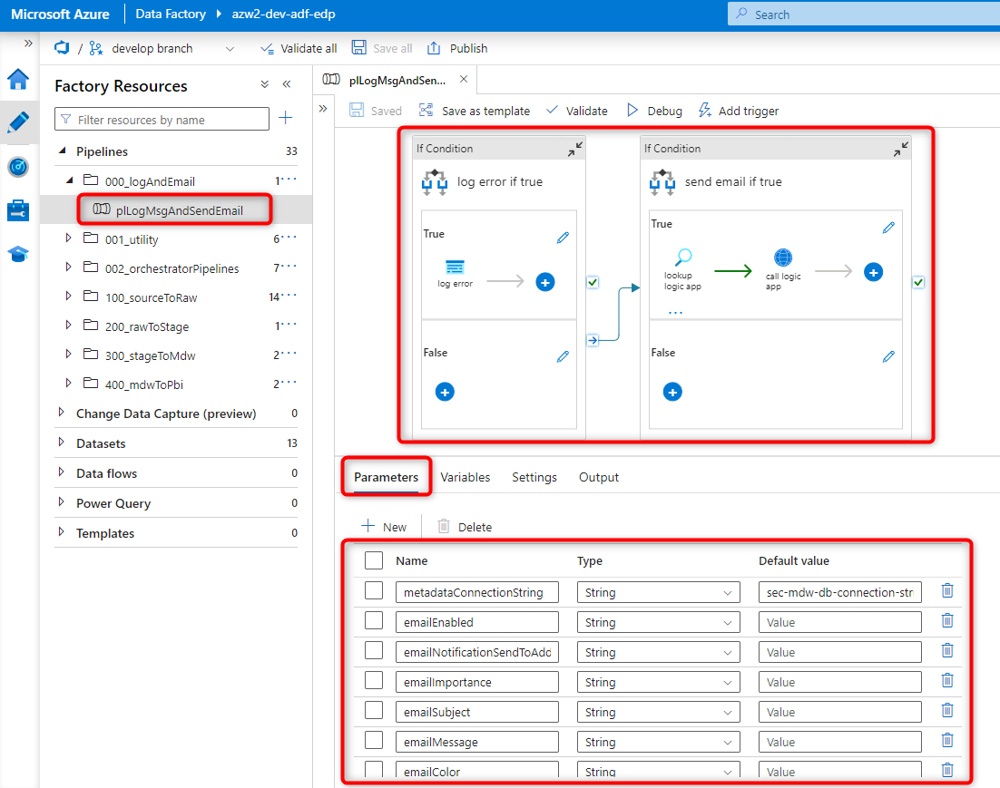 Microsoft Azure
Data Factory
azw2-dev-adf-edp
Search
/
develop branch
Validate all
Save all
Publish
Factory Resources
Filter resources by name
Pipelines 33
000_logAndEmail 1
plLogMsgAndSendEmail
001_utility 6
002_orchestratorPipelines 7
100_sourceToRaw 14
200_rawToStage 1
300_stageToMdw 2
400_mdwToPbi 2
Change Data Capture (preview) 0
Datasets 13
Data flows 0
Power Query 0
Templates 0
plLogMsgAndSen...
Saved
Save as template
Validate
Debug
Add trigger
If Condition
log error if true
True
log error
False
If Condition
send email if true
True
lookup
logic app
call logic
app
...
False
Parameters
Variables
Settings
Output
New
Delete
Name Type Default value
metadataConnectionString String sec-mdw-db-connection-stri
emailEnabled String Value
emailNotificationSendToAdd String Value
emailImportance String Value
emailSubject String Value
emailMessage String Value
emailColor String Value